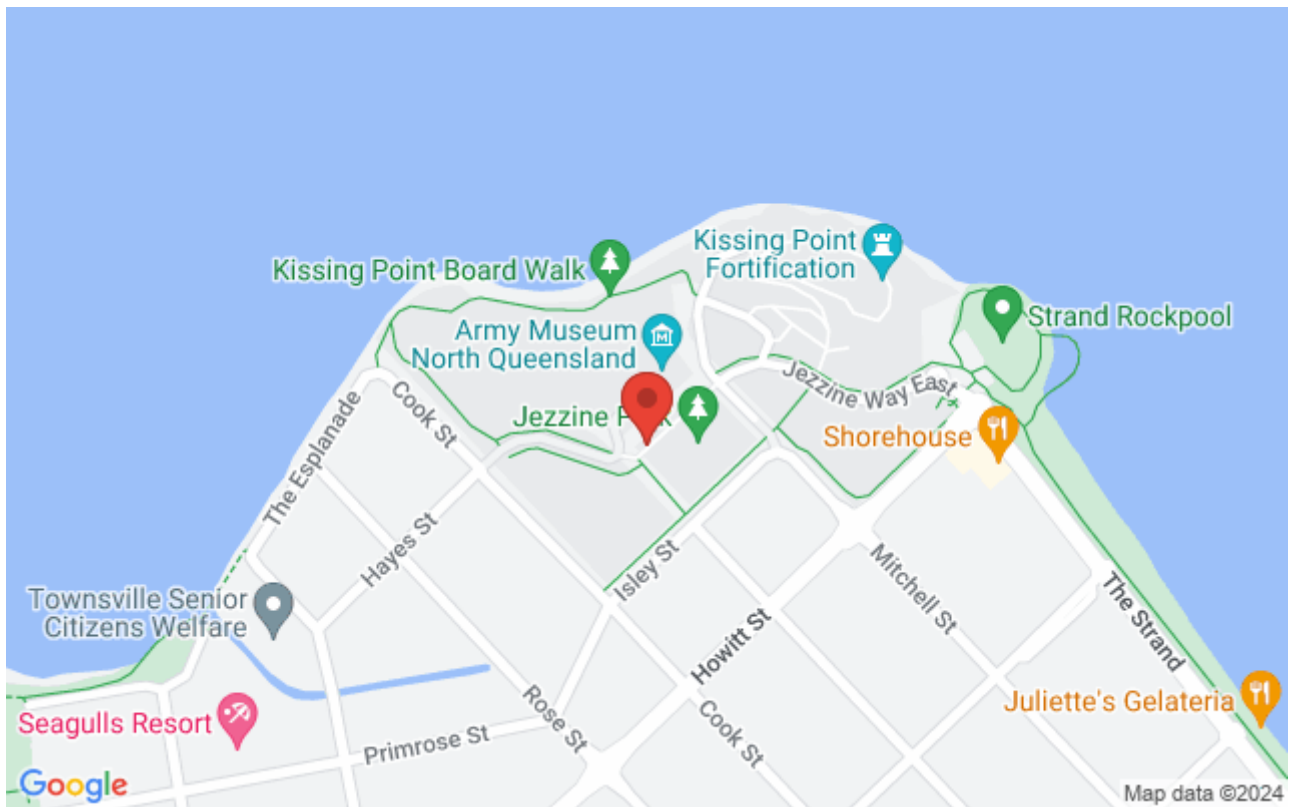 Kissing Point
Fortification
Kissing Point Board Walk
Strand Rockpool
Army Museum
North Queensland
Jezzine Way East
Cook St
Jezzine P k
Shorehouse
The Esplanade
Hayes St
Isley St
Mitchell St
Townsville Senior
Citizens Welfare
The Strand
Howitt St
Rose St
Cook St
Juliette's Gelateria
Seagulls Resort
Primrose St
Google
Map data ©2024